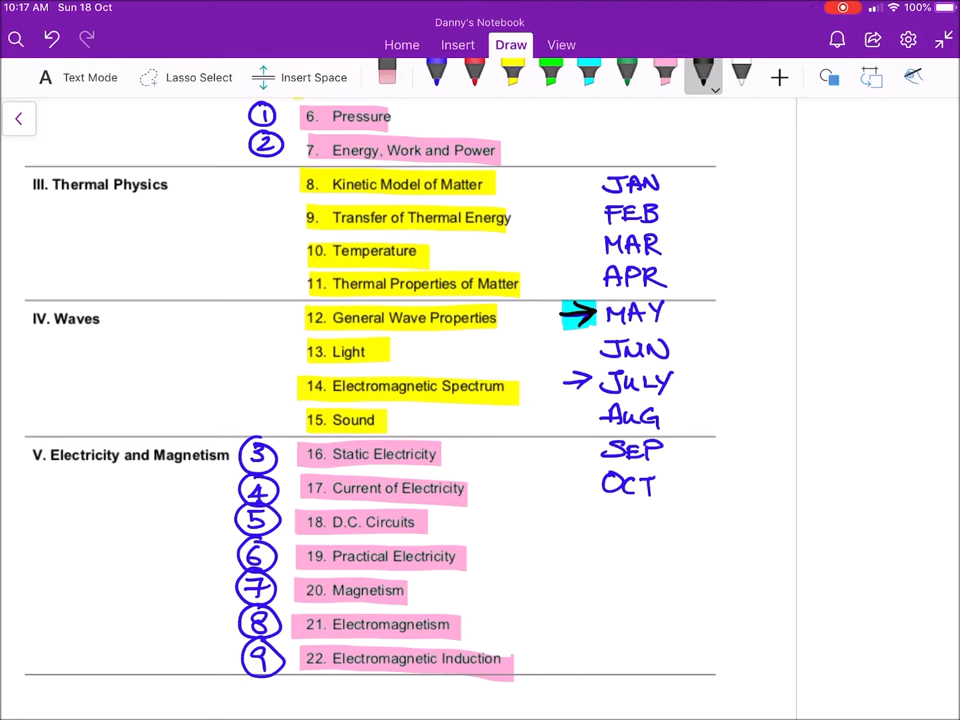 10:17 AM Sun 18 Oct 100%
Danny's Notebook
Home Insert Draw View
A Text Mode Lasso Select Insert Space
1 6. Pressure
2 7. Energy, Work and Power
III. Thermal Physics 8. Kinetic Model of Matter JAN
9. Transfer of Thermal Energy FEB
10. Temperature MAR
11. Thermal Properties of Matter APR
IV. Waves 12. General Wave Properties → MAY
13. Light JUN
14. Electromagnetic Spectrum → JULY
15. Sound AUG
V. Electricity and Magnetism 3 16. Static Electricity SEP
4 17. Current of Electricity OCT
5 18. D.C. Circuits
6 19. Practical Electricity
7 20. Magnetism
8 21. Electromagnetism
9 22. Electromagnetic Induction